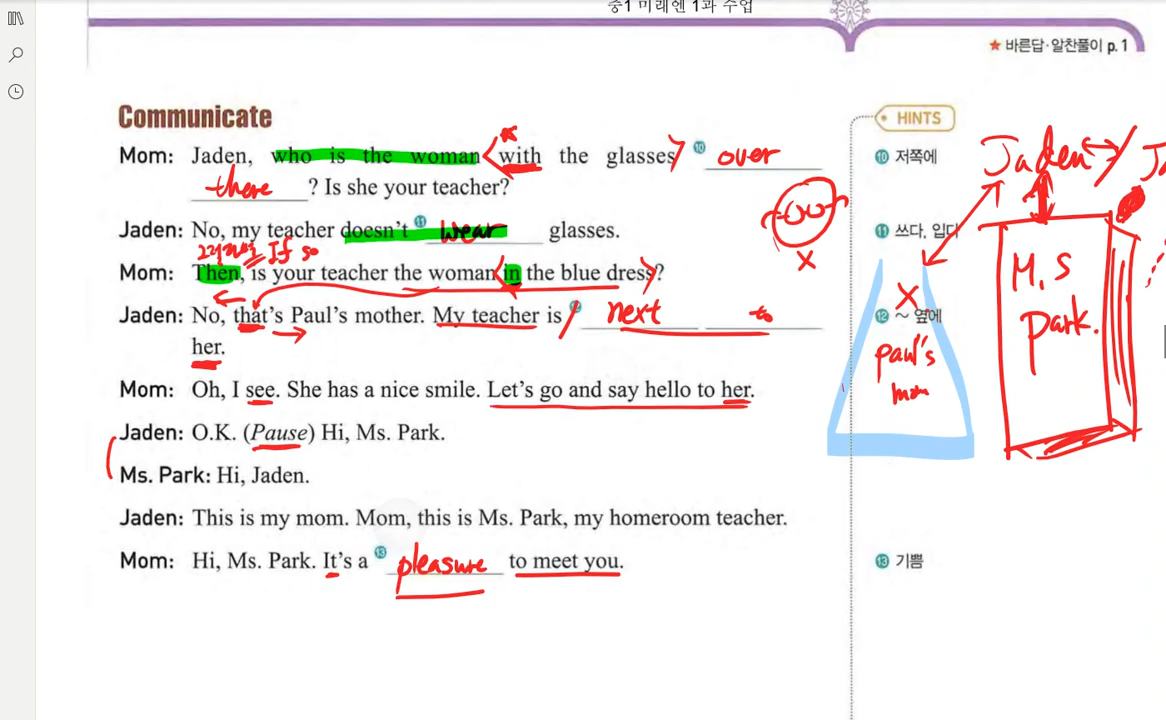 중1 미래엔 1과 수업
★ 바른답·알찬풀이 p. 1
Communicate
HINTS
Mom: Jaden, who is the woman with the glasses ⑩ over
there ? Is she your teacher?
⑩ 저쪽에
Jaden
Jaden: No, my teacher doesn't ⑪ wear glasses.
⑪ 쓰다, 입다
If so
Mom: Then, is your teacher the woman in the blue dress?
X
M.S
Park.
Jaden: No, that's Paul's mother. My teacher is ⑫ next to
her.
⑫ ~ 옆에
X
Paul's
mom
Mom: Oh, I see. She has a nice smile. Let's go and say hello to her.
Jaden: O.K. (Pause) Hi, Ms. Park.
Ms. Park: Hi, Jaden.
Jaden: This is my mom. Mom, this is Ms. Park, my homeroom teacher.
Mom: Hi, Ms. Park. It's a ⑬ pleasure to meet you.
⑬ 기쁨